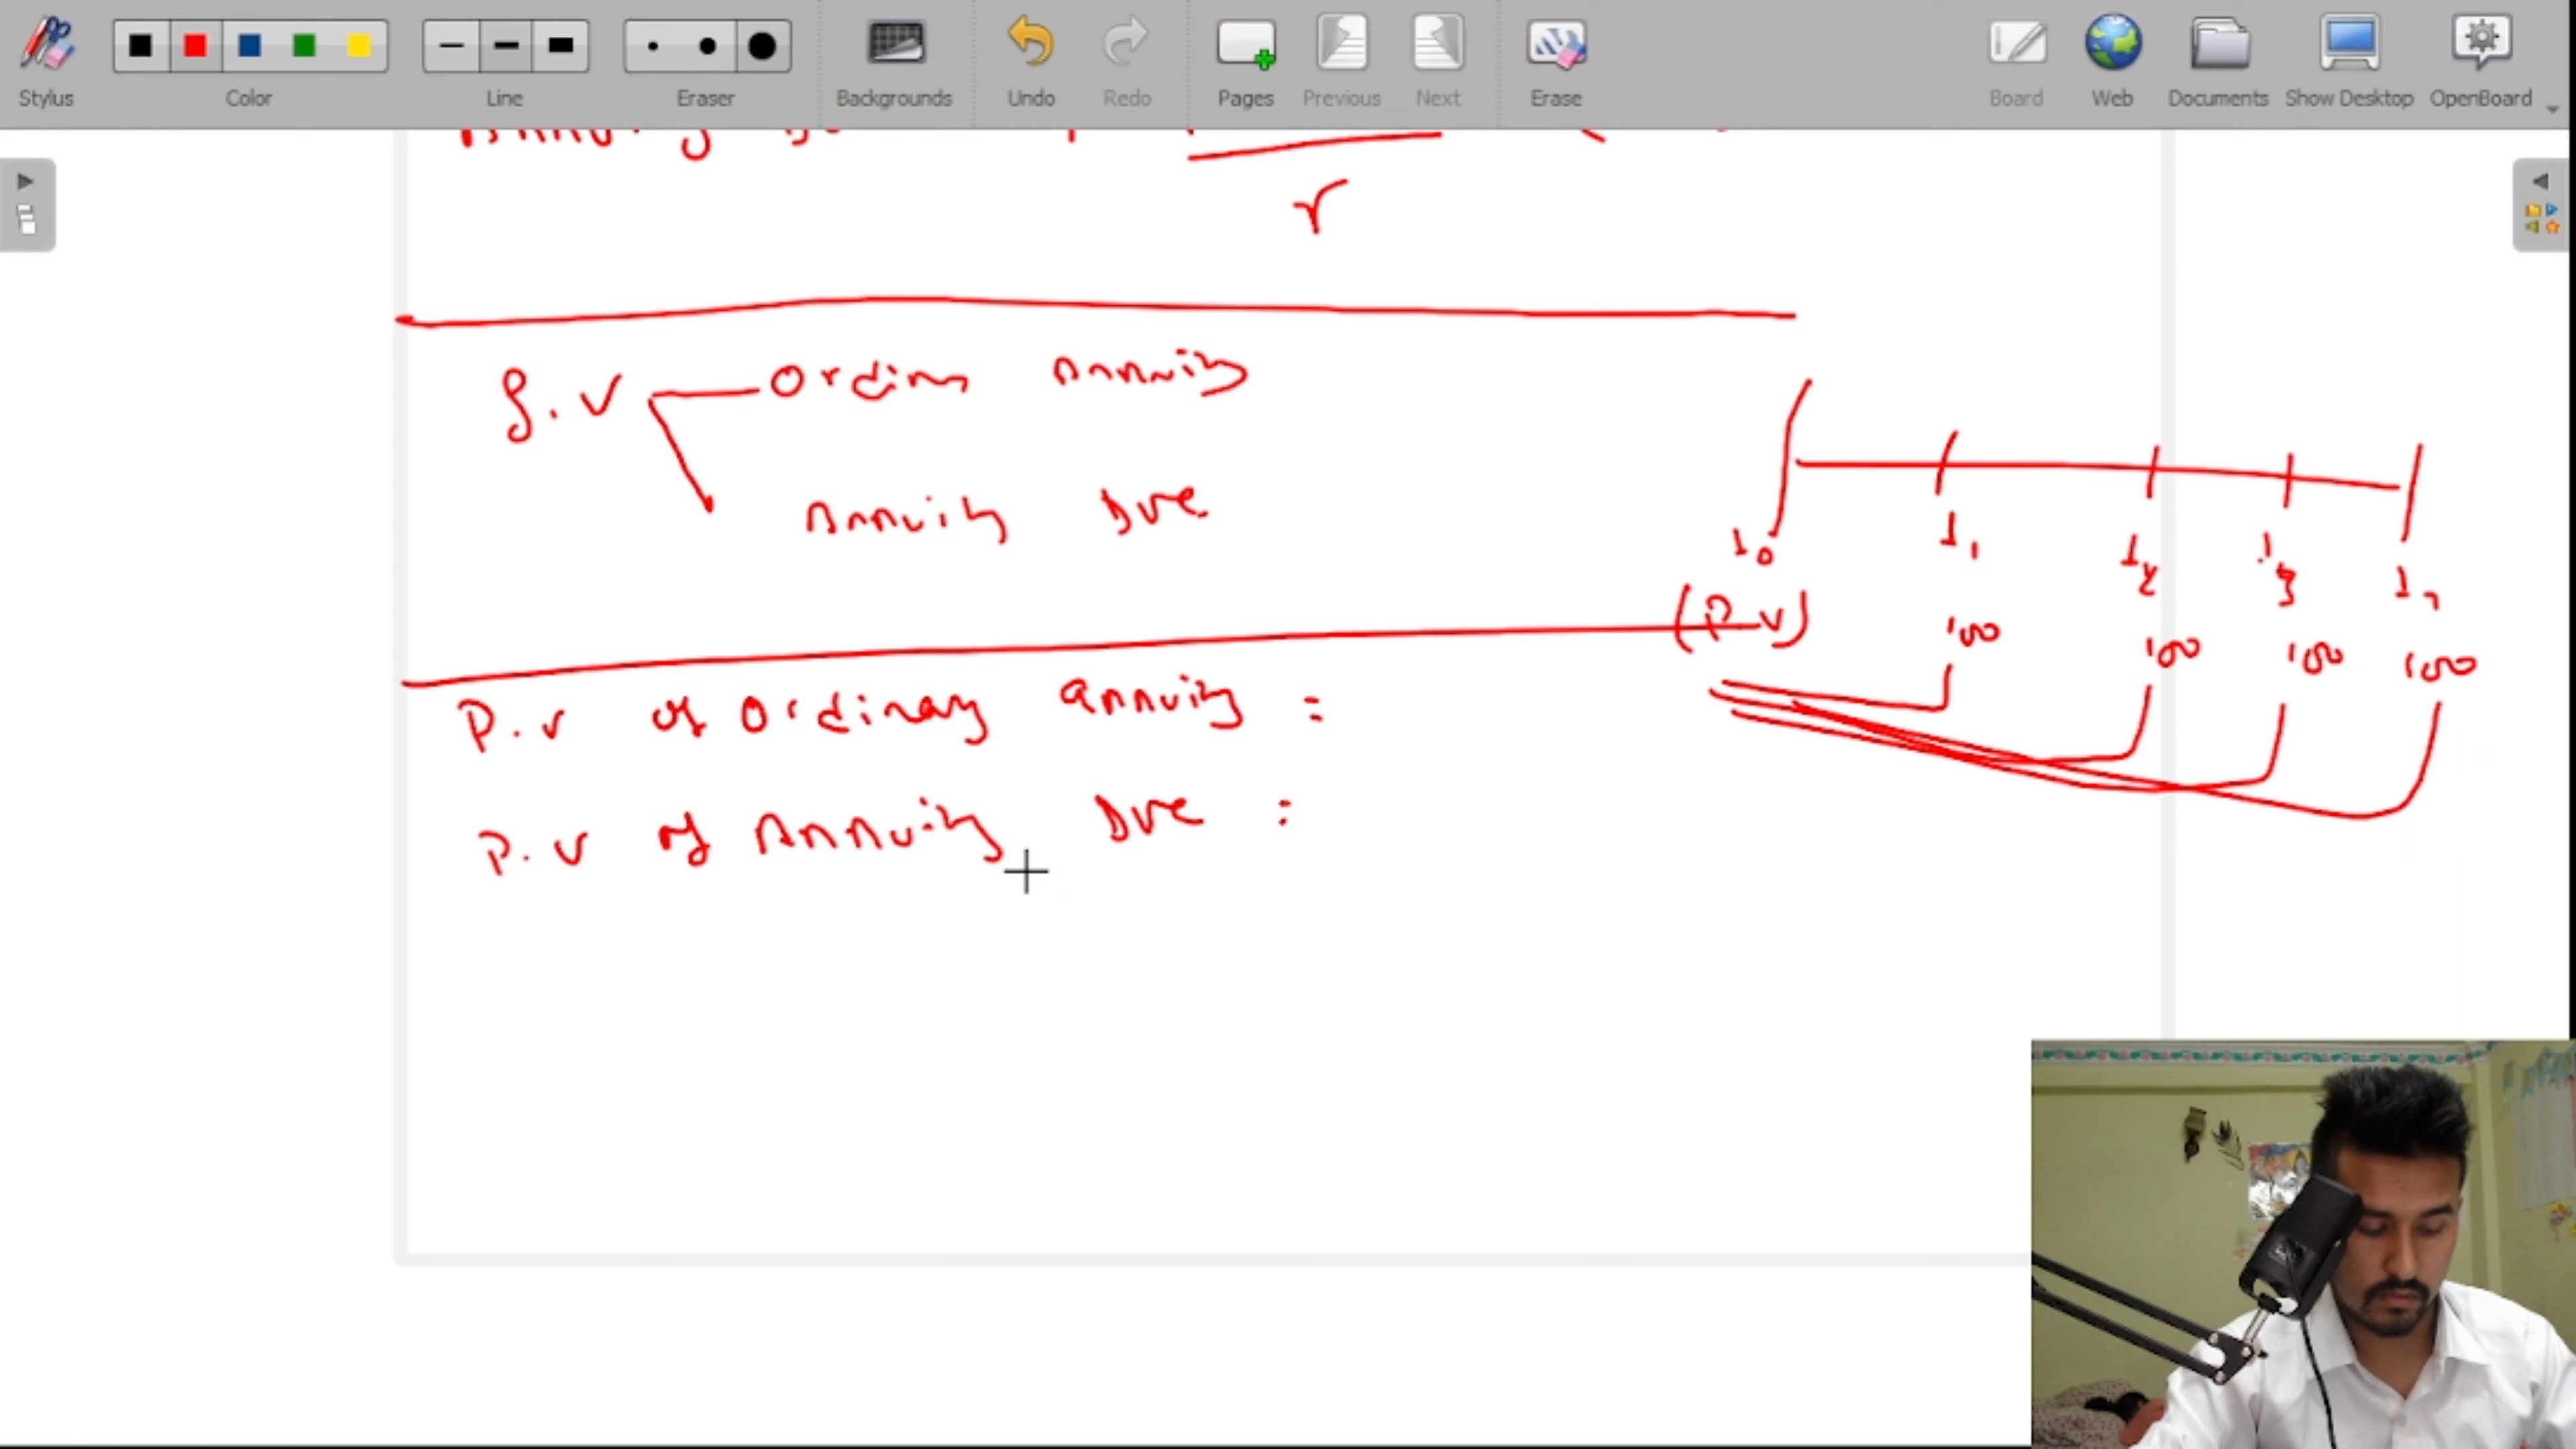 Stylus Color Line Eraser Backgrounds Undo Redo Pages Previous Next Erase Board Web Documents Show Desktop OpenBoard
r
P.V Ordinary Annuity
Annuity Due
t0 t1 t2 t3
(P.V) 100 100 100 100
P.V of Ordinary annuity :
P.V of Annuity Due :